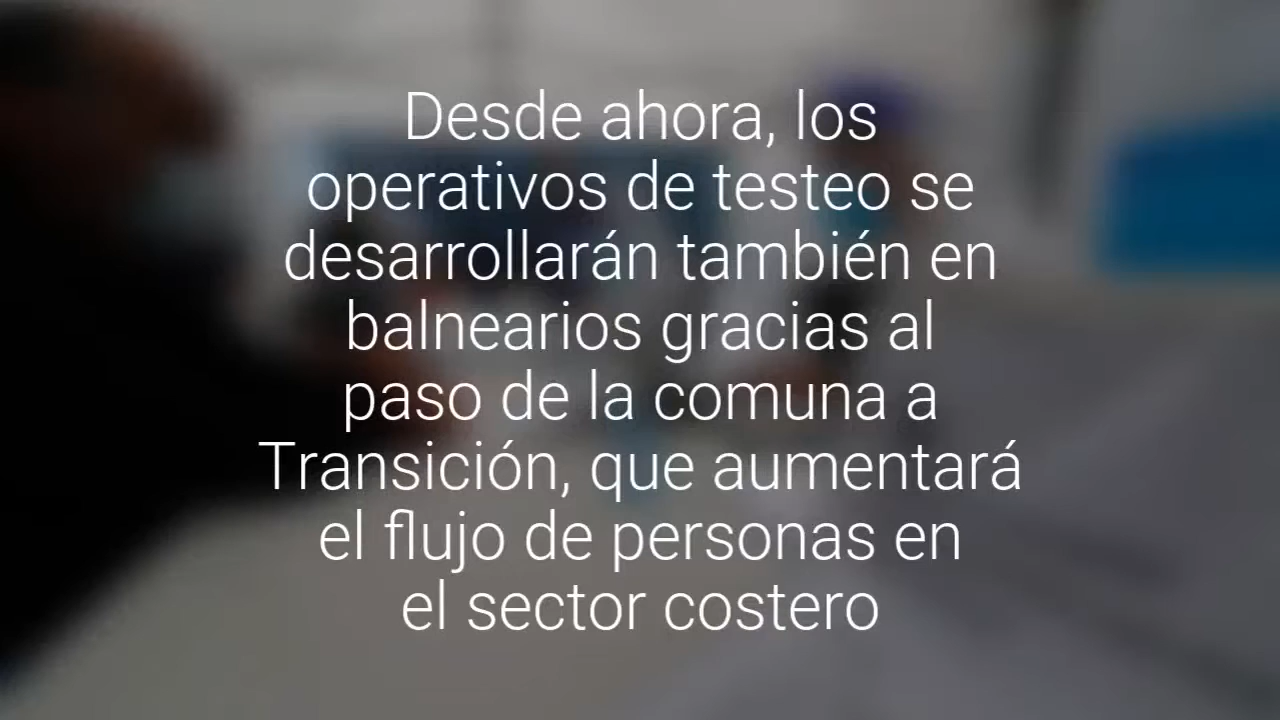 Desde ahora, los
operativos de testeo se
desarrollarán también en
balnearios gracias al
paso de la comuna a
Transición, que aumentará
el flujo de personas en
el sector costero